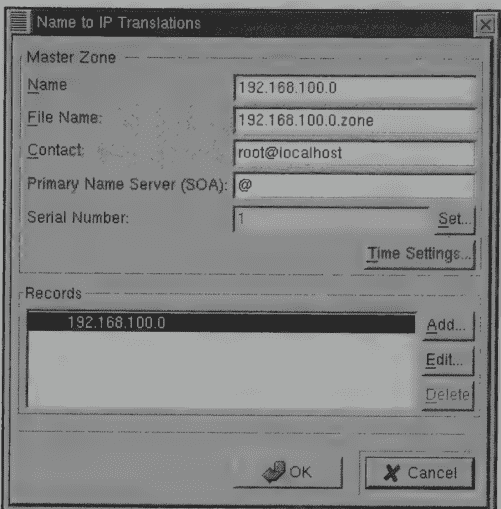 Name to IP Translations
Master Zone
Name 192.168.100.0
File Name: 192.168.100.0.zone
Contact: root@localhost
Primary Name Server (SOA): @
Serial Number: 1 Set...
Time Settings...
Records
192.168.100.0
Add...
Edit...
Delete
OK Cancel